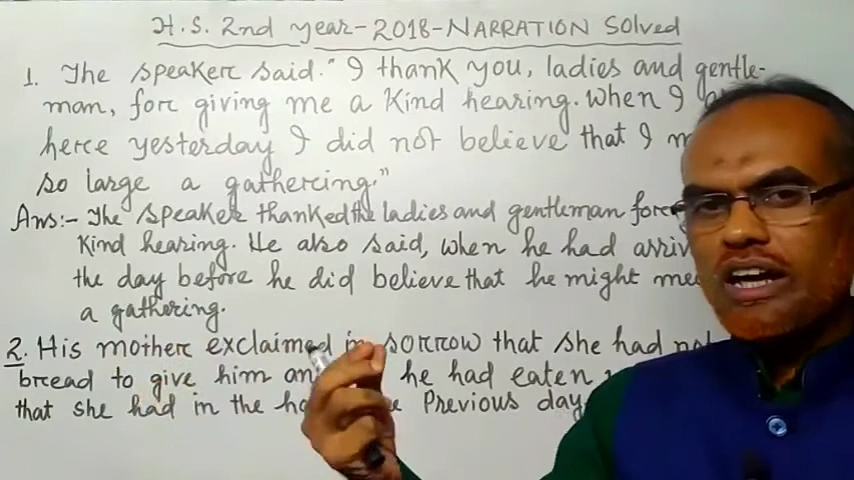 H.S. 2nd year-2018-NARRATION Solved
1. The speaker said. "I thank you, ladies and gentle-
man, for giving me a kind hearing. When I
here yesterday I did not believe that I
so large a gathering."
Ans:- The speaker thanked the ladies and gentleman for
kind hearing. He also said, when he had
the day before he did believe that he might
a gathering.
2. His mother exclaimed in sorrow that she had
bread to give him he had eaten
that she had in the Previous day